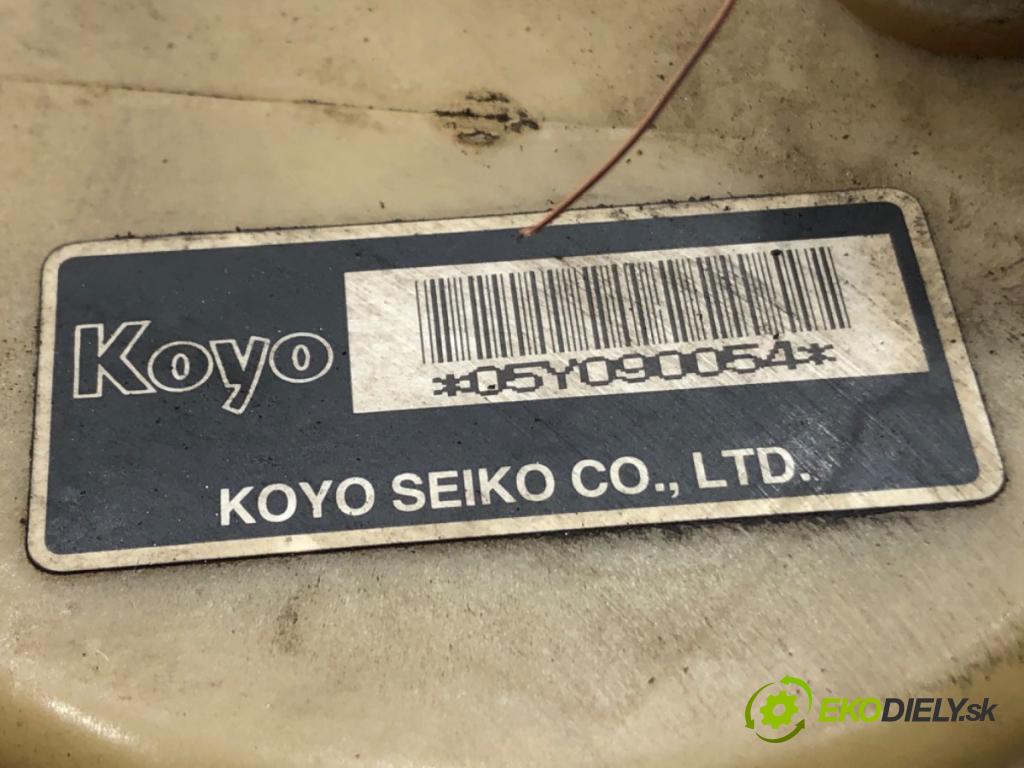 Koyo
*05Y090054*
KOYO SEIKO CO., LTD.
EKODIELY.sk